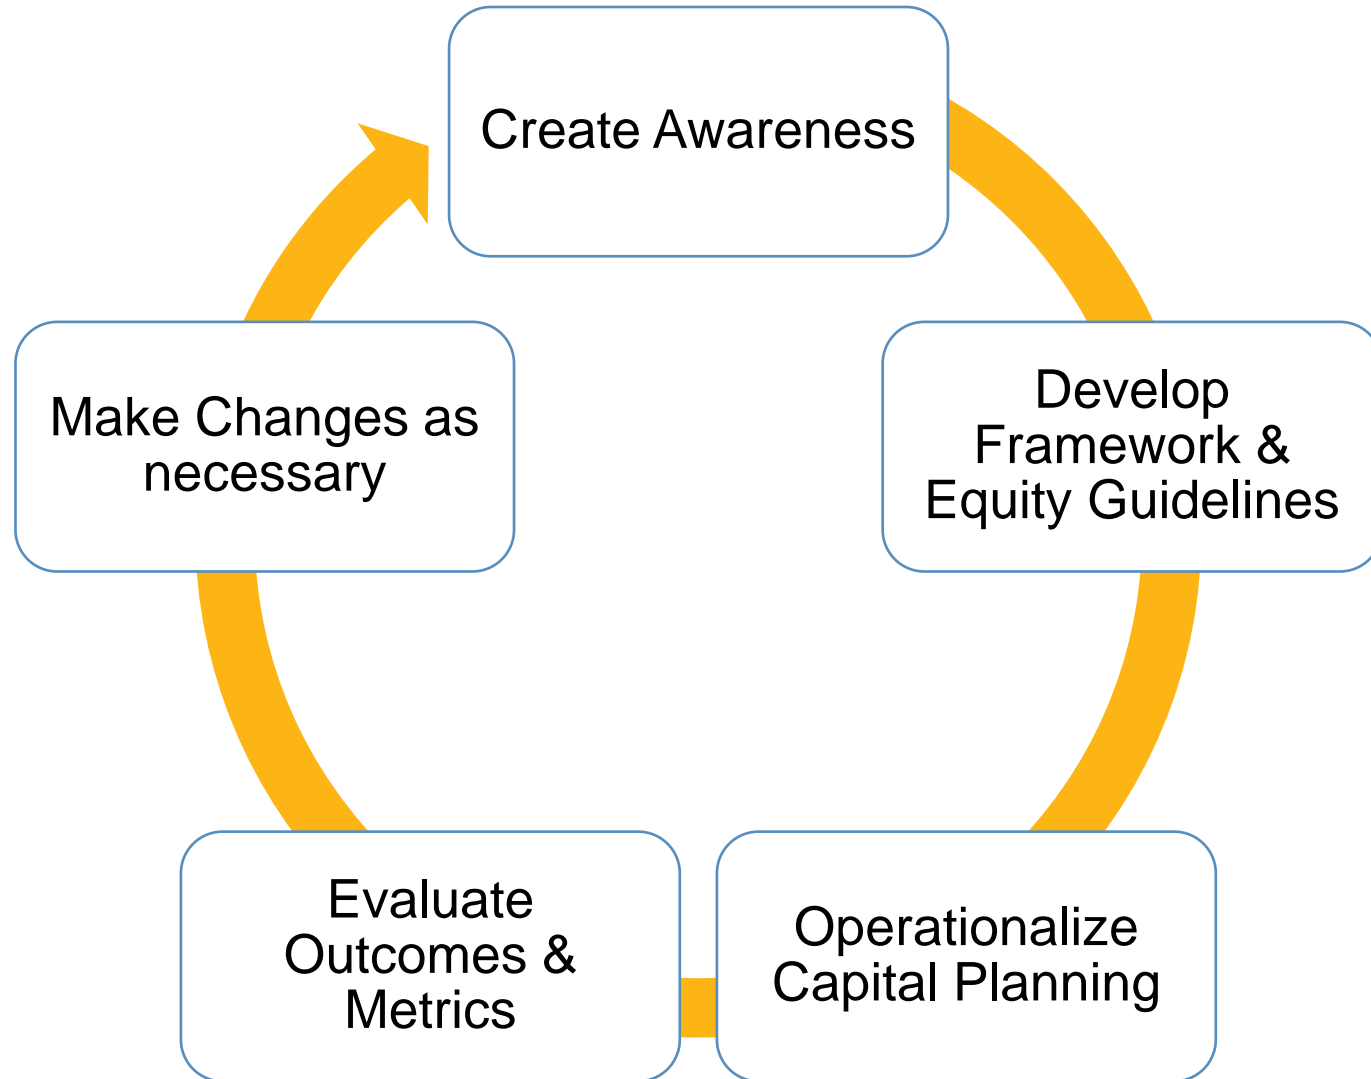 Create Awareness
Develop
Framework &
Equity Guidelines
Operationalize
Capital Planning
Evaluate
Outcomes &
Metrics
Make Changes as
necessary